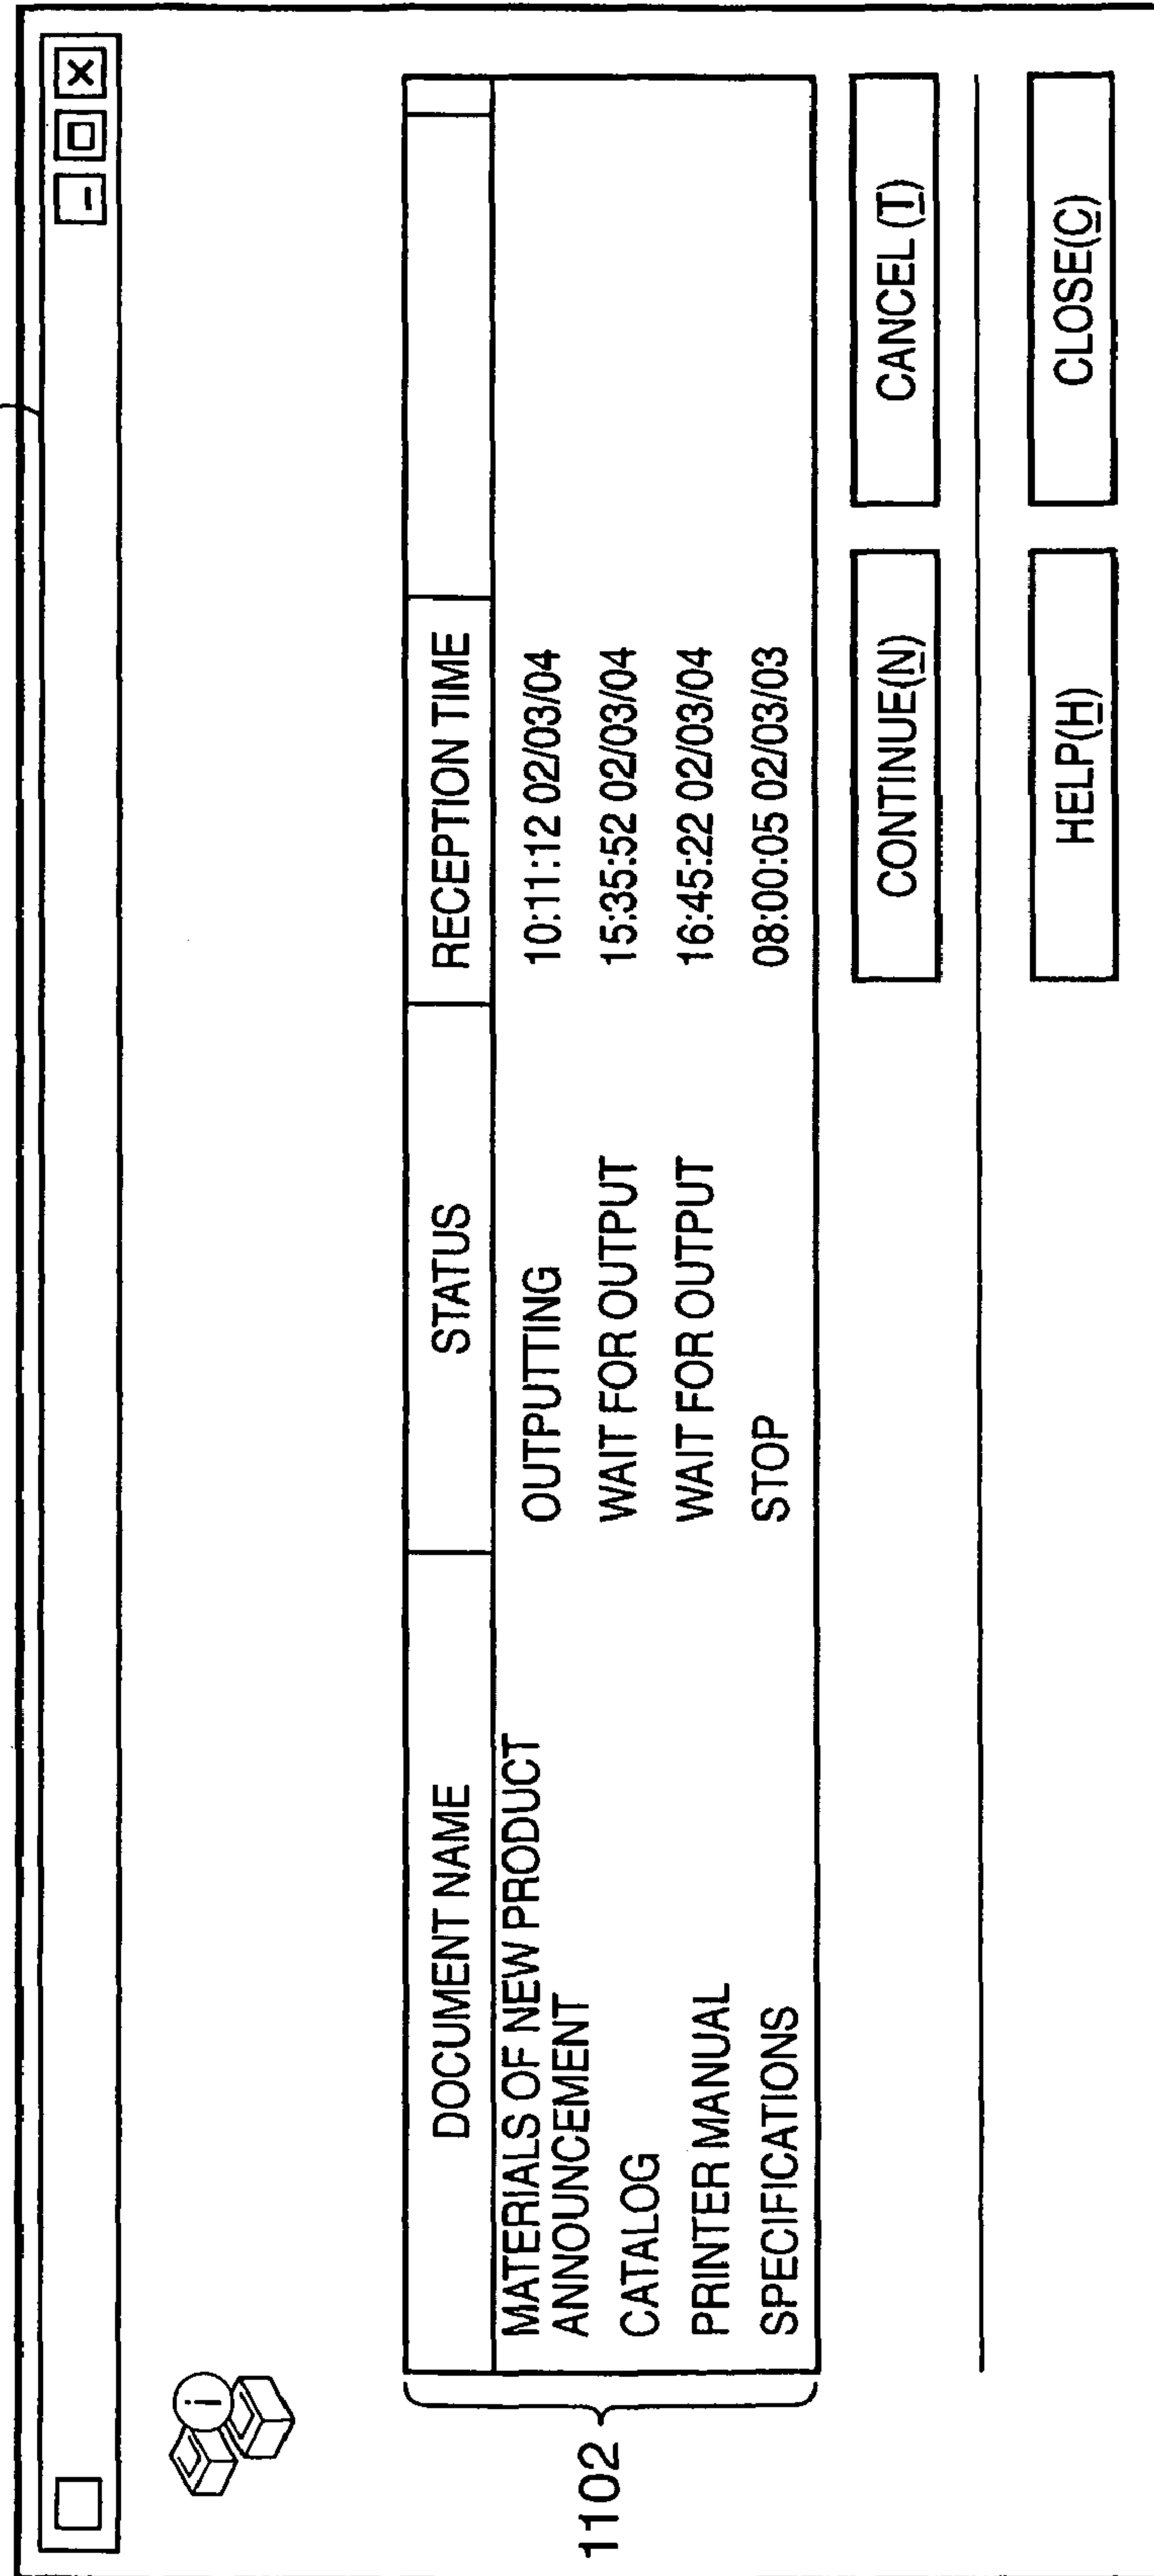 DOCUMENT NAME STATUS RECEPTION TIME
MATERIALS OF NEW PRODUCT
ANNOUNCEMENT OUTPUTTING 10:11:12 02/03/04
CATALOG WAIT FOR OUTPUT 15:35:52 02/03/04
PRINTER MANUAL WAIT FOR OUTPUT 16:45:22 02/03/04
SPECIFICATIONS STOP 08:00:05 02/03/03
1102
CONTINUE(N) CANCEL (T)
HELP(H) CLOSE(C)